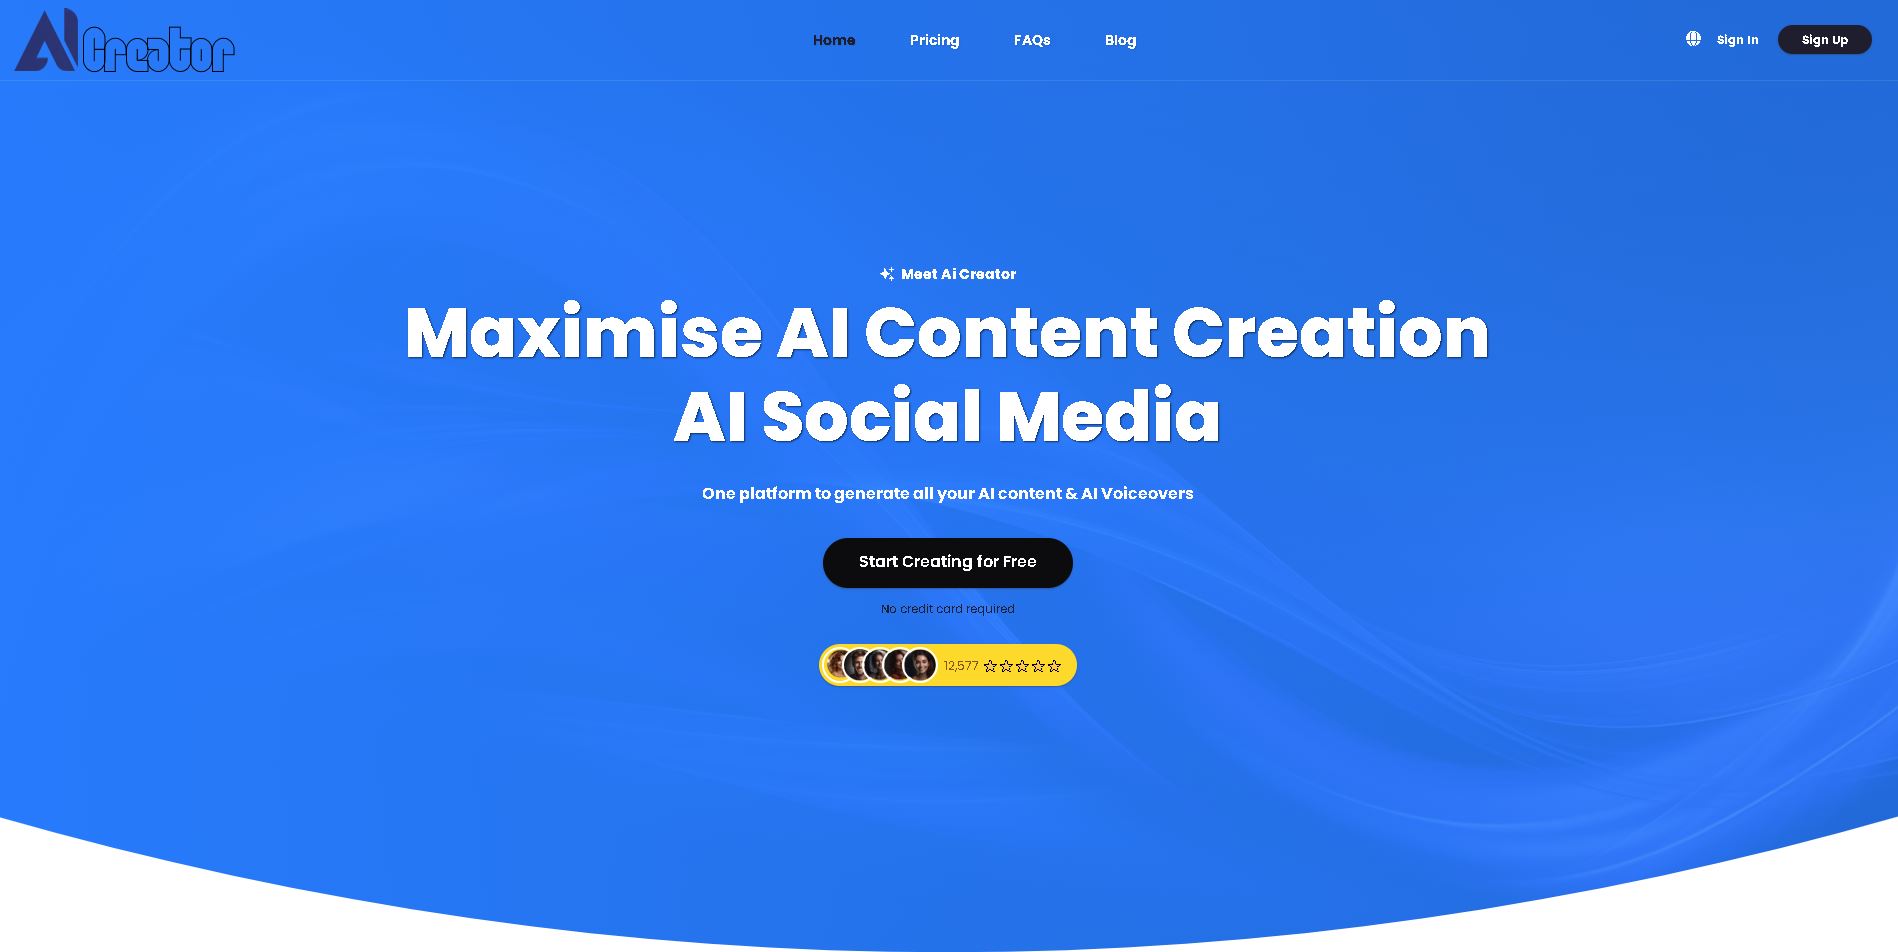 AI Creator
Home Pricing FAQs Blog
Sign In Sign Up
Meet Ai Creator
Maximise AI Content Creation
AI Social Media
One platform to generate all your AI content & AI Voiceovers
Start Creating for Free
No credit card required
12,577